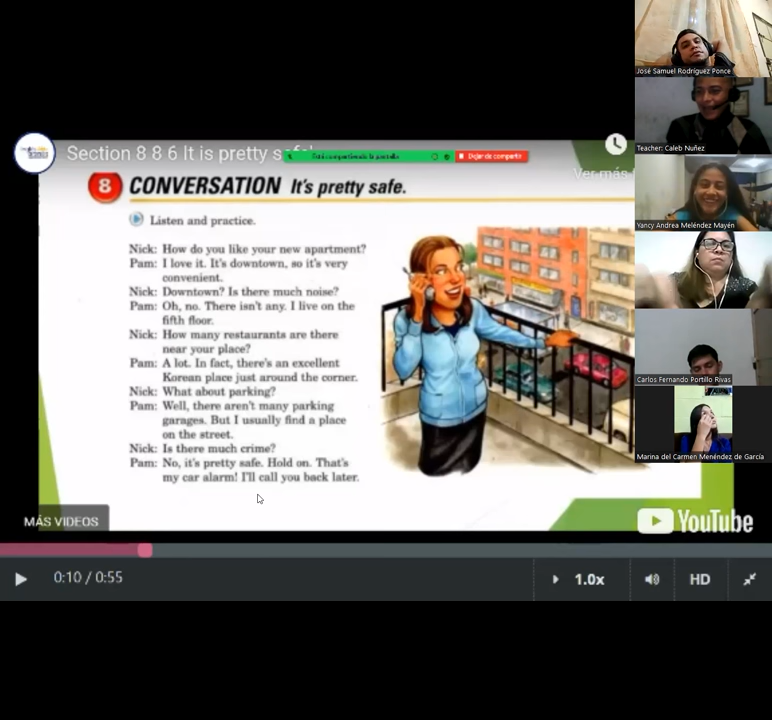 José Samuel Rodríguez Ponce
Teacher: Caleb Nuñez
Yancy Andrea Meléndez Mayén
Carlos Fernando Portillo Rivas
Marina del Carmen Menéndez de García
Section 8 8 6 It is pretty safe!
Está compartiendo la pantalla
Dejar de compartir
Ver más
8 CONVERSATION It's pretty safe.
Listen and practice.
Nick: How do you like your new apartment?
Pam: I love it. It's downtown, so it's very
convenient.
Nick: Downtown? Is there much noise?
Pam: Oh, no. There isn't any. I live on the
fifth floor.
Nick: How many restaurants are there
near your place?
Pam: A lot. In fact, there's an excellent
Korean place just around the corner.
Nick: What about parking?
Pam: Well, there aren't many parking
garages. But I usually find a place
on the street.
Nick: Is there much crime?
Pam: No, it's pretty safe. Hold on. That's
my car alarm! I'll call you back later.
MÁS VIDEOS
YouTube
0:10 / 0:55
1.0x
HD